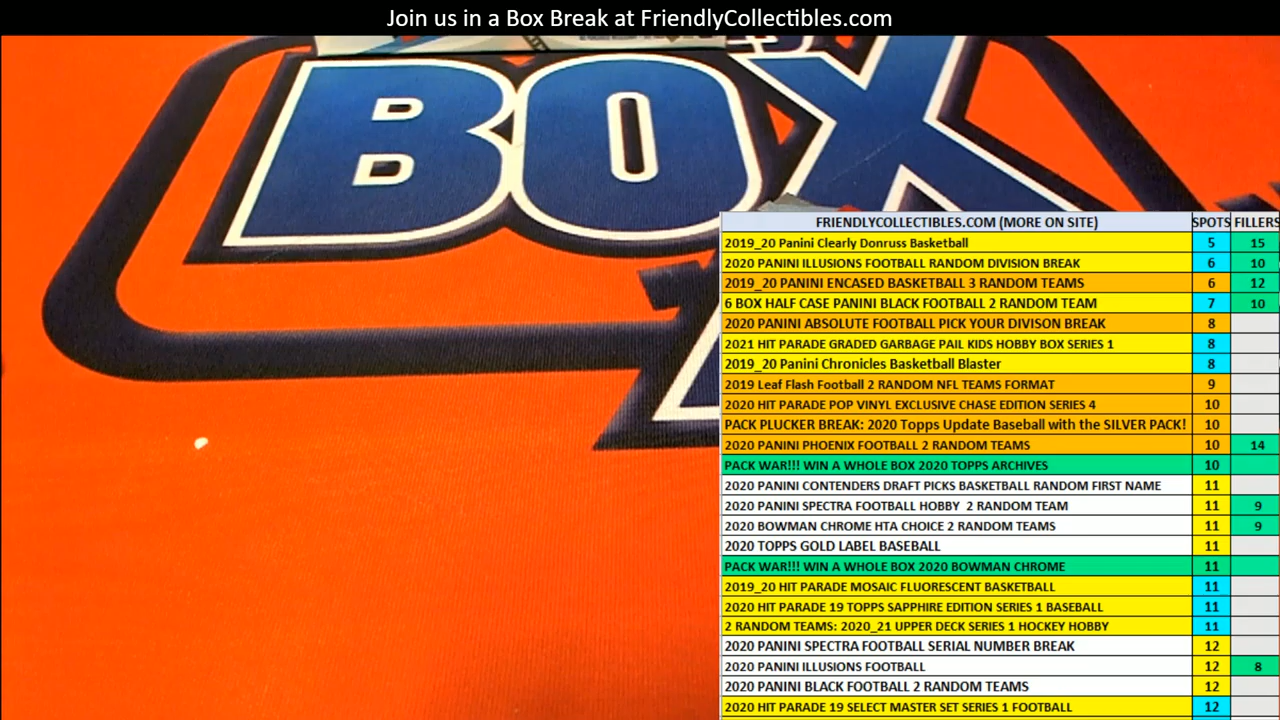 Join us in a Box Break at FriendlyCollectibles.com
BOX
FRIENDLYCOLLECTIBLES.COM (MORE ON SITE) SPOTS FILLERS
2019_20 Panini Clearly Donruss Basketball 5 15
2020 PANINI ILLUSIONS FOOTBALL RANDOM DIVISION BREAK 6 10
2019_20 PANINI ENCASED BASKETBALL 3 RANDOM TEAMS 6 12
6 BOX HALF CASE PANINI BLACK FOOTBALL 2 RANDOM TEAM 7 10
2020 PANINI ABSOLUTE FOOTBALL PICK YOUR DIVISON BREAK 8
2021 HIT PARADE GRADED GARBAGE PAIL KIDS HOBBY BOX SERIES 1 8
2019_20 Panini Chronicles Basketball Blaster 8
2019 Leaf Flash Football 2 RANDOM NFL TEAMS FORMAT 9
2020 HIT PARADE POP VINYL EXCLUSIVE CHASE EDITION SERIES 4 10
PACK PLUCKER BREAK: 2020 Topps Update Baseball with the SILVER PACK! 10
2020 PANINI PHOENIX FOOTBALL 2 RANDOM TEAMS 10 14
PACK WAR!!! WIN A WHOLE BOX 2020 TOPPS ARCHIVES 10
2020 PANINI CONTENDERS DRAFT PICKS BASKETBALL RANDOM FIRST NAME 11
2020 PANINI SPECTRA FOOTBALL HOBBY 2 RANDOM TEAM 11 9
2020 BOWMAN CHROME HTA CHOICE 2 RANDOM TEAMS 11 9
2020 TOPPS GOLD LABEL BASEBALL 11
PACK WAR!!! WIN A WHOLE BOX 2020 BOWMAN CHROME 11
2019_20 HIT PARADE MOSAIC FLUORESCENT BASKETBALL 11
2020 HIT PARADE 19 TOPPS SAPPHIRE EDITION SERIES 1 BASEBALL 11
2 RANDOM TEAMS: 2020_21 UPPER DECK SERIES 1 HOCKEY HOBBY 11
2020 PANINI SPECTRA FOOTBALL SERIAL NUMBER BREAK 12
2020 PANINI ILLUSIONS FOOTBALL 12 8
2020 PANINI BLACK FOOTBALL 2 RANDOM TEAMS 12
2020 HIT PARADE 19 SELECT MASTER SET SERIES 1 FOOTBALL 12